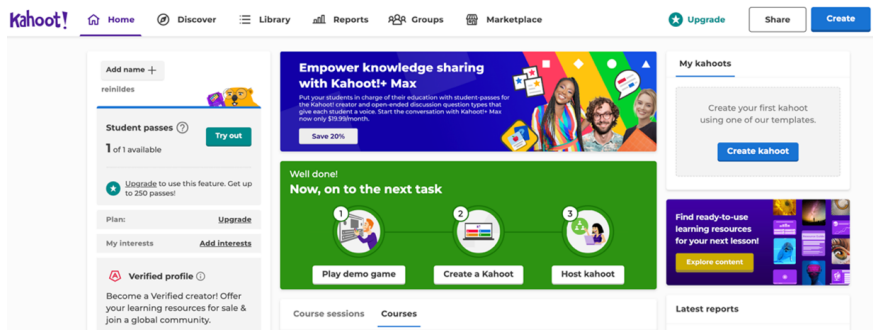 Kahoot!
Home
Discover
Library
Reports
Groups
Marketplace
Upgrade
Share
Create
Add name +
reinildes
Student passes ?
Try out
1 of 1 available
Upgrade to use this feature. Get up
to 250 passes!
Plan:
Upgrade
My interests
Add interests
Verified profile
Become a Verified creator! Offer
your learning resources for sale &
join a global community.
Empower knowledge sharing
with Kahoot!+ Max
Put your students in charge of their education with student-passes for
the Kahoot! creator and open-ended discussion question types that
give each student a voice. Start the conversation with Kahoot!+ Max
now only $19.99/month.
Save 20%
Well done!
Now, on to the next task
1
2
3
Play demo game
Create a Kahoot
Host kahoot
Course sessions
Courses
My kahoots
Create your first kahoot
using one of our templates.
Create kahoot
Find ready-to-use
learning resources
for your next lesson!
Explore content
Latest reports